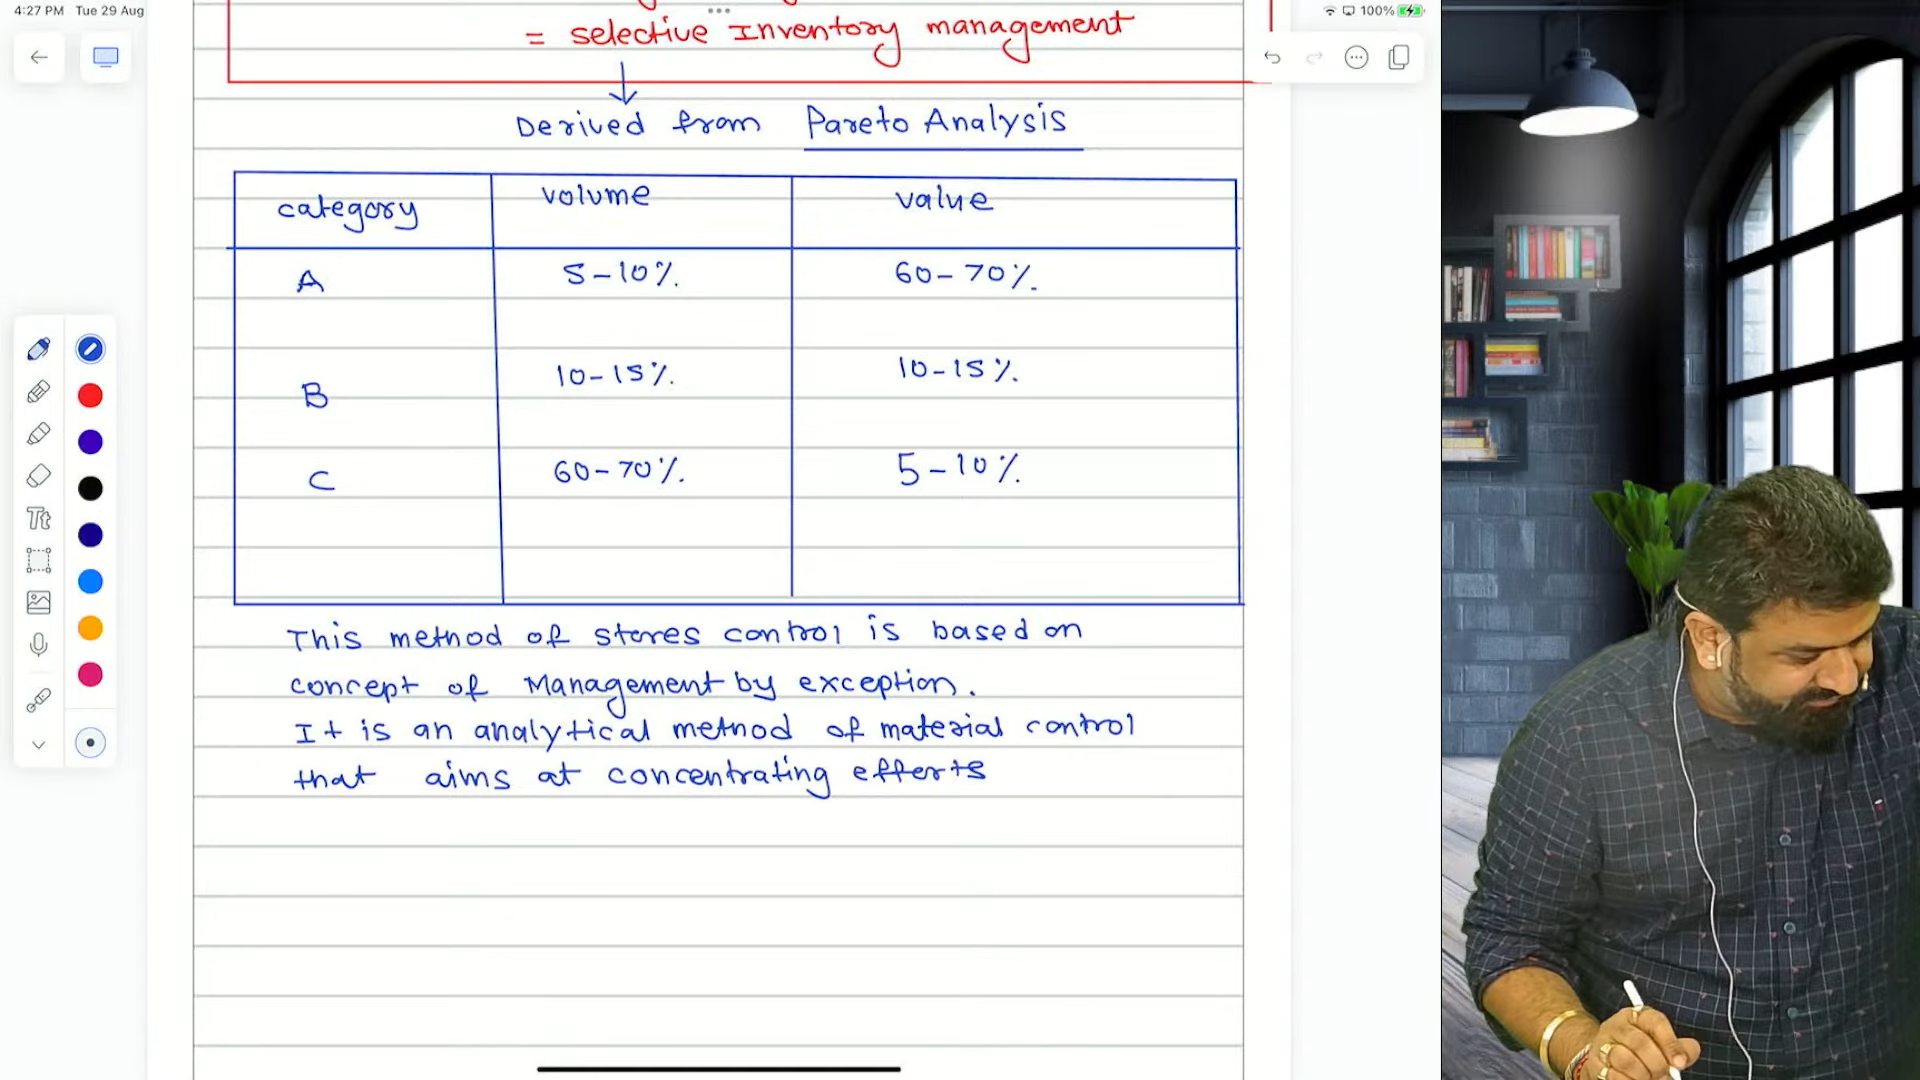 4:27 PM Tue 29 Aug
100%
= selective Inventory management
Derived from Pareto Analysis
category volume value
A 5-10% 60-70%
B 10-15% 10-15%
C 60-70% 5-10%
This method of stores control is based on
concept of Management by exception.
It is an analytical method of material control
that aims at concentrating efforts
Tt